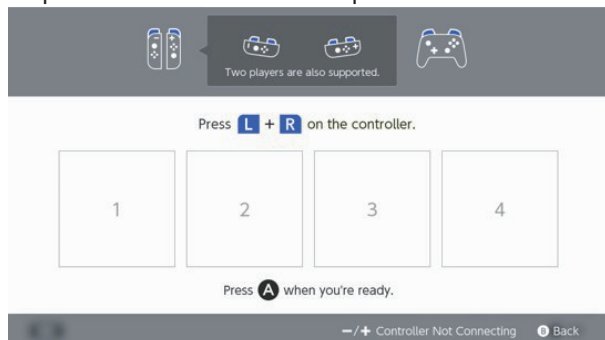 Two players are also supported.
Press L + R on the controller.
1 2 3 4
Press A when you're ready.
−/+ Controller Not Connecting B Back